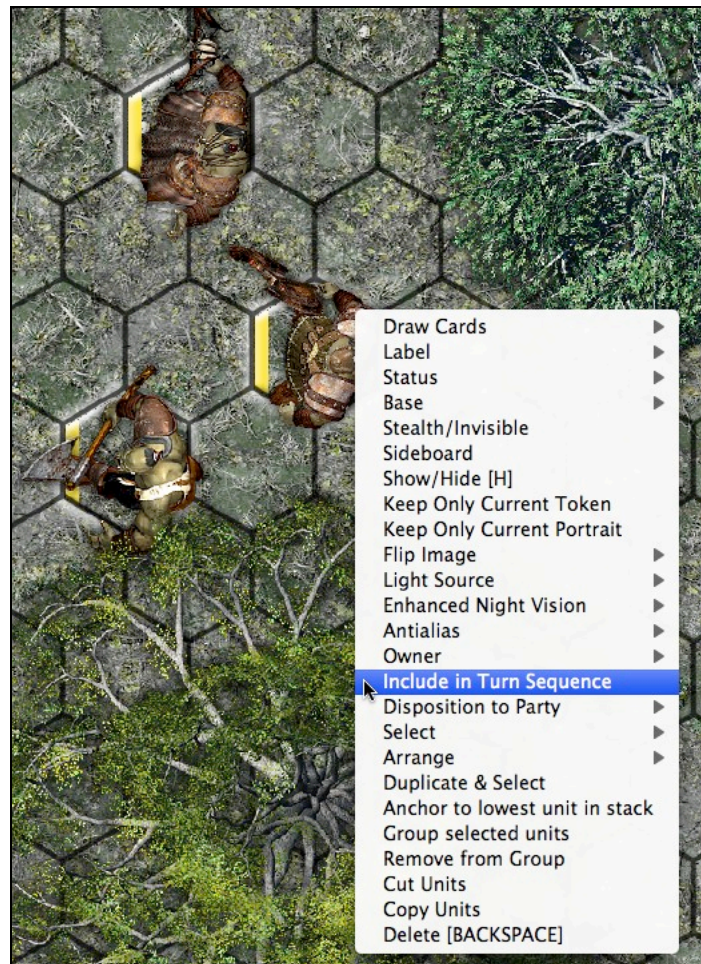 Draw Cards
Label
Status
Base
Stealth/Invisible
Sideboard
Show/Hide [H]
Keep Only Current Token
Keep Only Current Portrait
Flip Image
Light Source
Enhanced Night Vision
Antialias
Owner
Include in Turn Sequence
Disposition to Party
Select
Arrange
Duplicate & Select
Anchor to lowest unit in stack
Group selected units
Remove from Group
Cut Units
Copy Units
Delete [BACKSPACE]